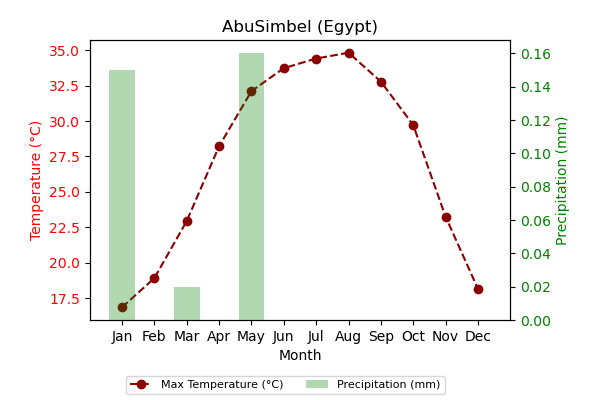 AbuSimbel (Egypt)
Temperature (°C)
35.0
32.5
30.0
27.5
25.0
22.5
20.0
17.5
0.16
0.14
0.12
0.10
0.08
0.06
0.04
0.02
0.00
Precipitation (mm)
Jan Feb Mar Apr May Jun Jul Aug Sep Oct Nov Dec
Month
Max Temperature (°C) Precipitation (mm)